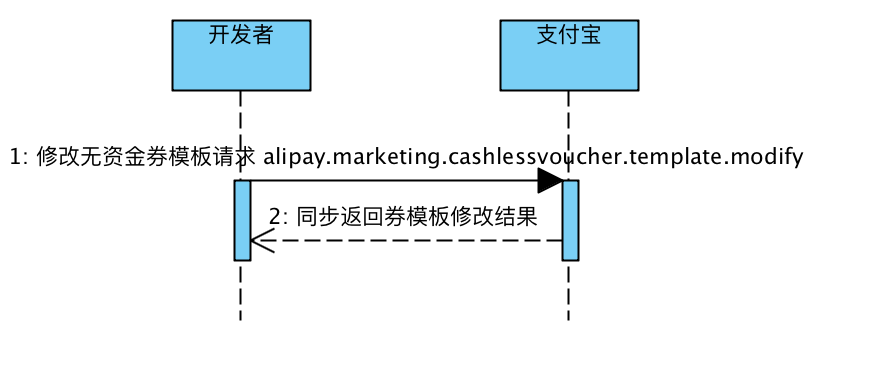 开发者
支付宝
1: 修改无资金券模板请求 alipay.marketing.cashlessvoucher.template.modify
2: 同步返回券模板修改结果